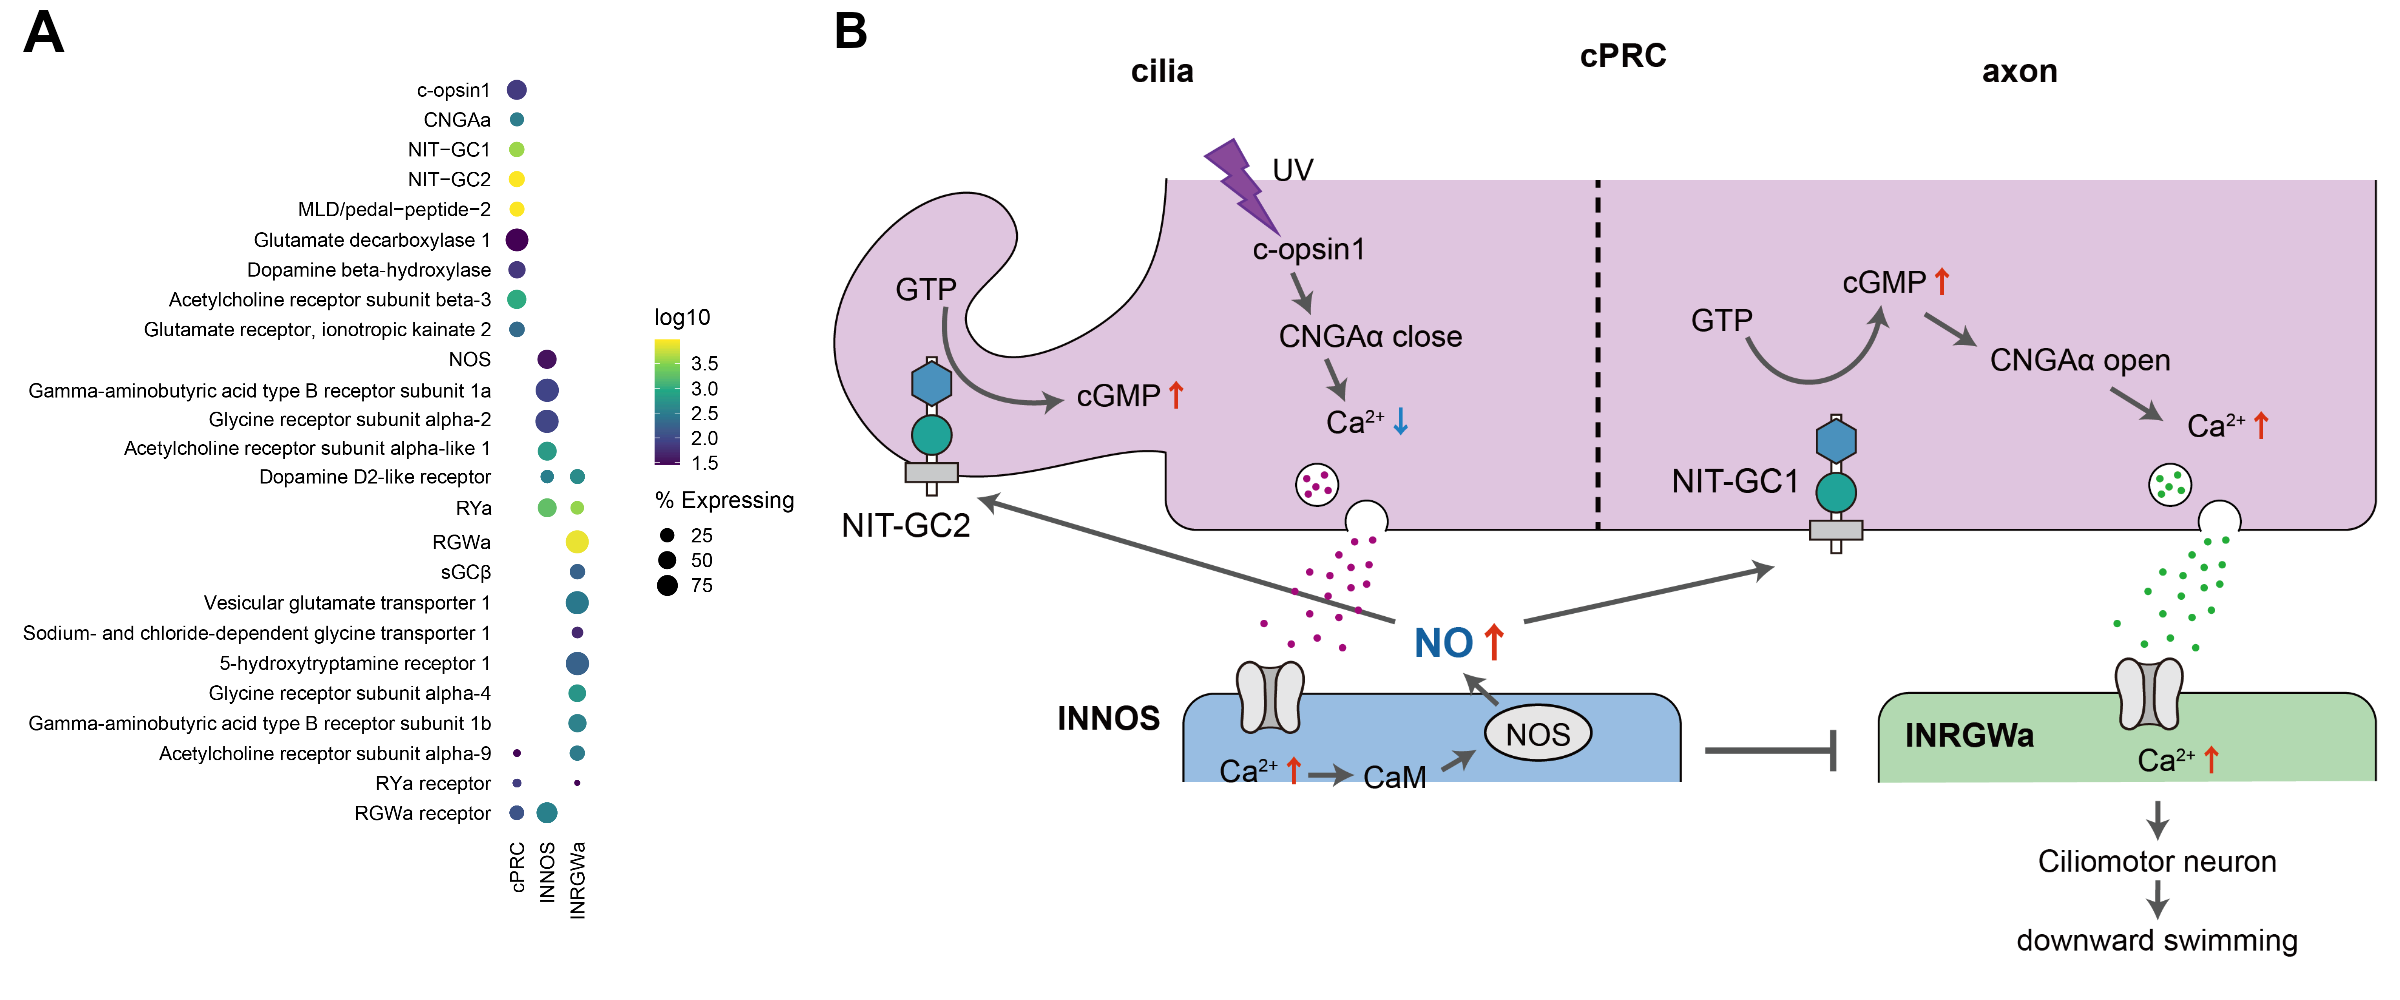 A
c-opsin1
CNGAa
NIT−GC1
NIT−GC2
MLD/pedal−peptide−2
Glutamate decarboxylase 1
Dopamine beta-hydroxylase
Acetylcholine receptor subunit beta-3
Glutamate receptor, ionotropic kainate 2
NOS
Gamma-aminobutyric acid type B receptor subunit 1a
Glycine receptor subunit alpha-2
Acetylcholine receptor subunit alpha-like 1
Dopamine D2-like receptor
RYa
RGWa
sGCβ
Vesicular glutamate transporter 1
Sodium- and chloride-dependent glycine transporter 1
5-hydroxytryptamine receptor 1
Glycine receptor subunit alpha-4
Gamma-aminobutyric acid type B receptor subunit 1b
Acetylcholine receptor subunit alpha-9
RYa receptor
RGWa receptor
cPRC
INNOS
INRGWa
log10
3.5
3.0
2.5
2.0
1.5
% Expressing
25
50
75
B
cilia
cPRC
axon
UV
c-opsin1
GTP
CNGAα close
cGMP ↑
Ca²⁺ ↓
NIT-GC2
GTP
cGMP ↑
CNGAα open
Ca²⁺ ↑
NIT-GC1
NO ↑
INNOS
NOS
Ca²⁺ ↑
CaM
INRGWa
Ca²⁺ ↑
Ciliomotor neuron
downward swimming